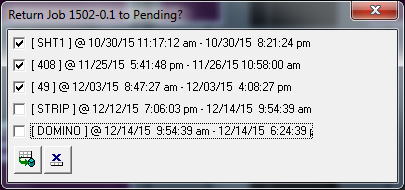 Return Job 1502-0.1 to Pending?
[ SHT1 ] @ 10/30/15 11:17:12 am - 10/30/15 8:21:24 pm
[ 408 ] @ 11/25/15 5:41:48 pm - 11/26/15 10:58:00 am
[ 49 ] @ 12/03/15 8:47:27 am - 12/03/15 4:08:27 pm
[ STRIP ] @ 12/12/15 7:06:03 pm - 12/14/15 9:54:39 am
[ DOMINO ] @ 12/14/15 9:54:39 am - 12/14/15 6:24:39